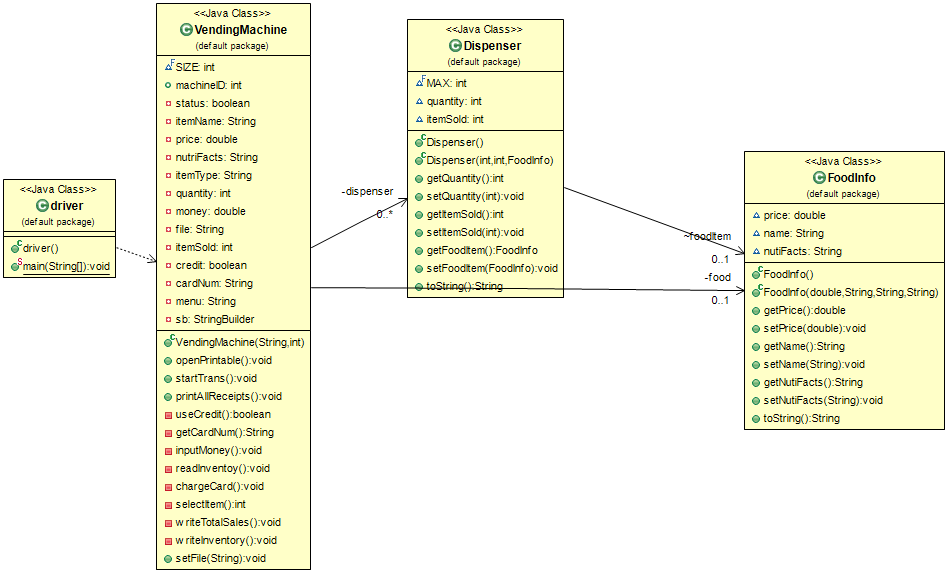 <<Java Class>>
driver
(default package)
driver()
main(String[]):void
<<Java Class>>
VendingMachine
(default package)
SIZE: int
machineID: int
status: boolean
itemName: String
price: double
nutriFacts: String
itemType: String
quantity: int
money: double
file: String
itemSold: int
credit: boolean
cardNum: String
menu: String
sb: StringBuilder
VendingMachine(String,int)
openPrintable():void
startTrans():void
printAllReceipts():void
useCredit():boolean
getCardNum():String
inputMoney():void
readInventoy():void
chargeCard():void
selectItem():int
writeTotalSales():void
writeInventory():void
setFile(String):void
-dispenser
0..*
<<Java Class>>
Dispenser
(default package)
MAX: int
quantity: int
itemSold: int
Dispenser()
Dispenser(int,int,FoodInfo)
getQuantity():int
setQuantity(int):void
getItemSold():int
setItemSold(int):void
getFoodItem():FoodInfo
setFoodItem(FoodInfo):void
toString():String
~foodItem
0..1
-food
0..1
<<Java Class>>
FoodInfo
(default package)
price: double
name: String
nutiFacts: String
FoodInfo()
FoodInfo(double,String,String,String)
getPrice():double
setPrice(double):void
getName():String
setName(String):void
getNutiFacts():String
setNutiFacts(String):void
toString():String